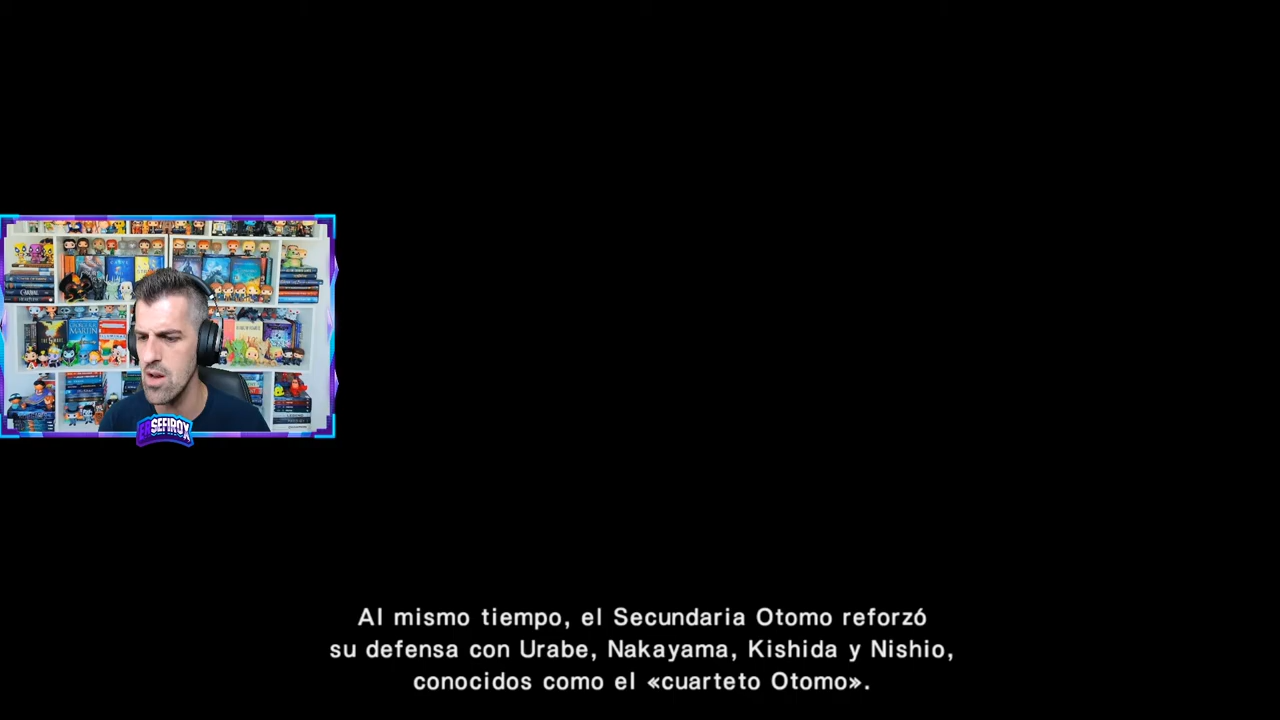 MARTIN
SEFIROX
Al mismo tiempo, el Secundaria Otomo reforzó
su defensa con Urabe, Nakayama, Kishida y Nishio,
conocidos como el «cuarteto Otomo».